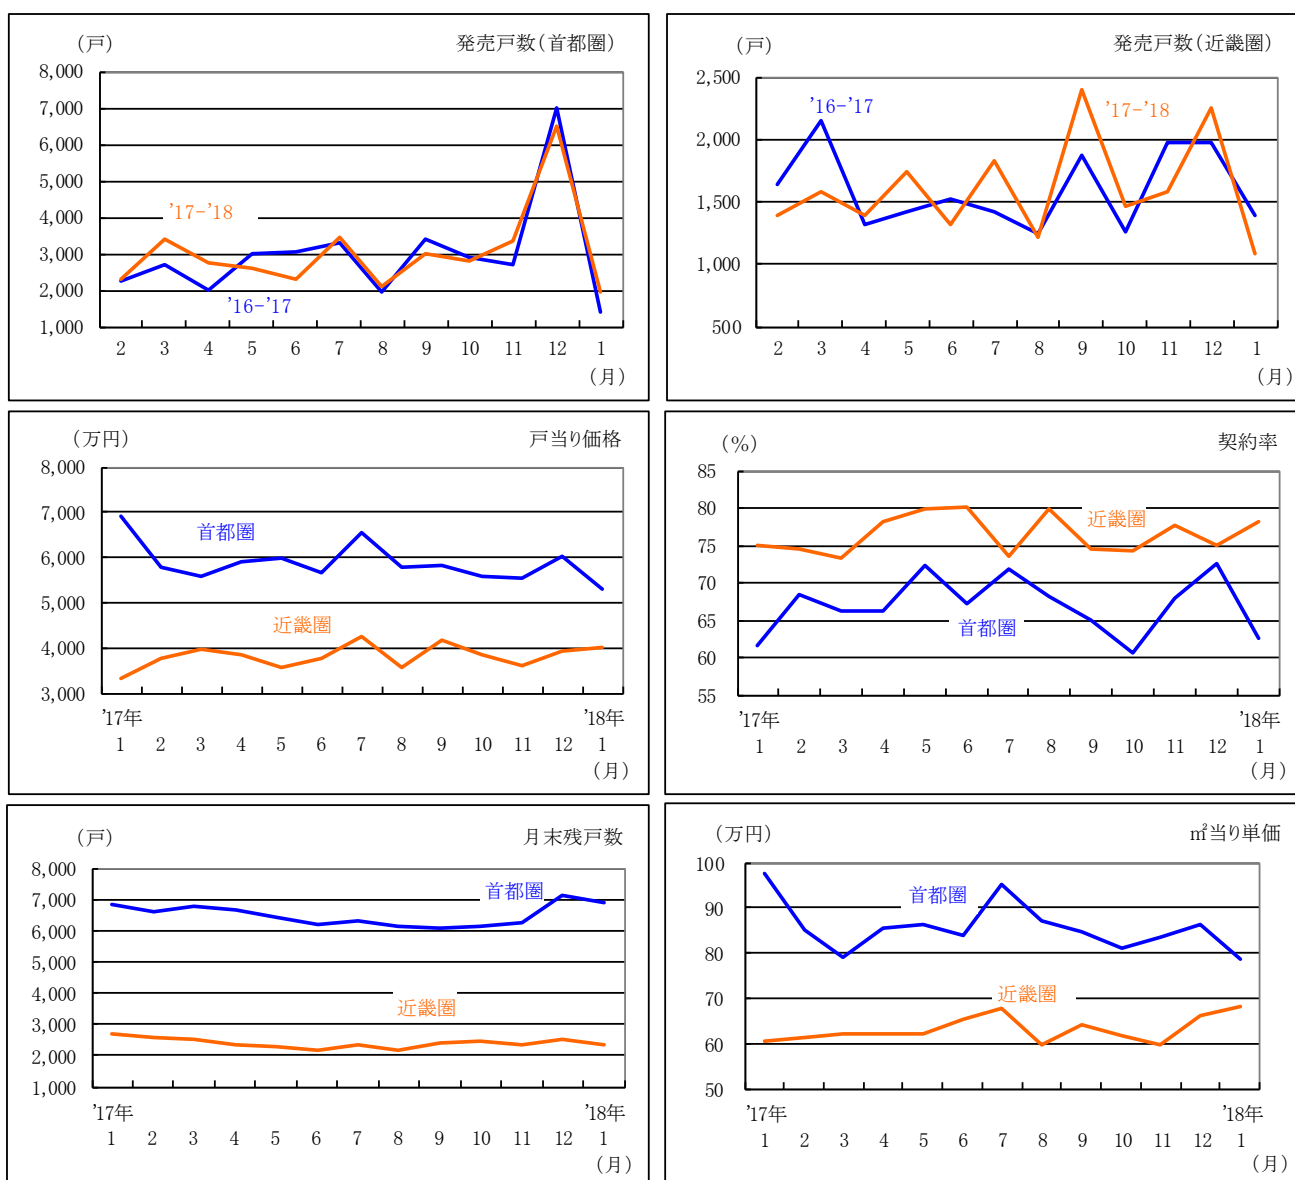 (戸) 発売戸数(首都圏)
8,000
7,000
6,000
5,000
4,000
3,000
2,000
1,000
'17-'18
'16-'17
2 3 4 5 6 7 8 9 10 11 12 1
(月)
(戸) 発売戸数(近畿圏)
2,500
2,000
1,500
1,000
500
'16-'17
'17-'18
2 3 4 5 6 7 8 9 10 11 12 1
(月)
(万円) 戸当り価格
8,000
7,000
6,000
5,000
4,000
3,000
首都圏
近畿圏
'17年 '18年
1 2 3 4 5 6 7 8 9 10 11 12 1
(月)
(%) 契約率
85
80
75
70
65
60
55
近畿圏
首都圏
'17年 '18年
1 2 3 4 5 6 7 8 9 10 11 12 1
(月)
(戸) 月末残戸数
8,000
7,000
6,000
5,000
4,000
3,000
2,000
1,000
首都圏
近畿圏
'17年 '18年
1 2 3 4 5 6 7 8 9 10 11 12 1
(月)
(万円) ㎡当り単価
100
90
80
70
60
50
首都圏
近畿圏
'17年 '18年
1 2 3 4 5 6 7 8 9 10 11 12 1
(月)